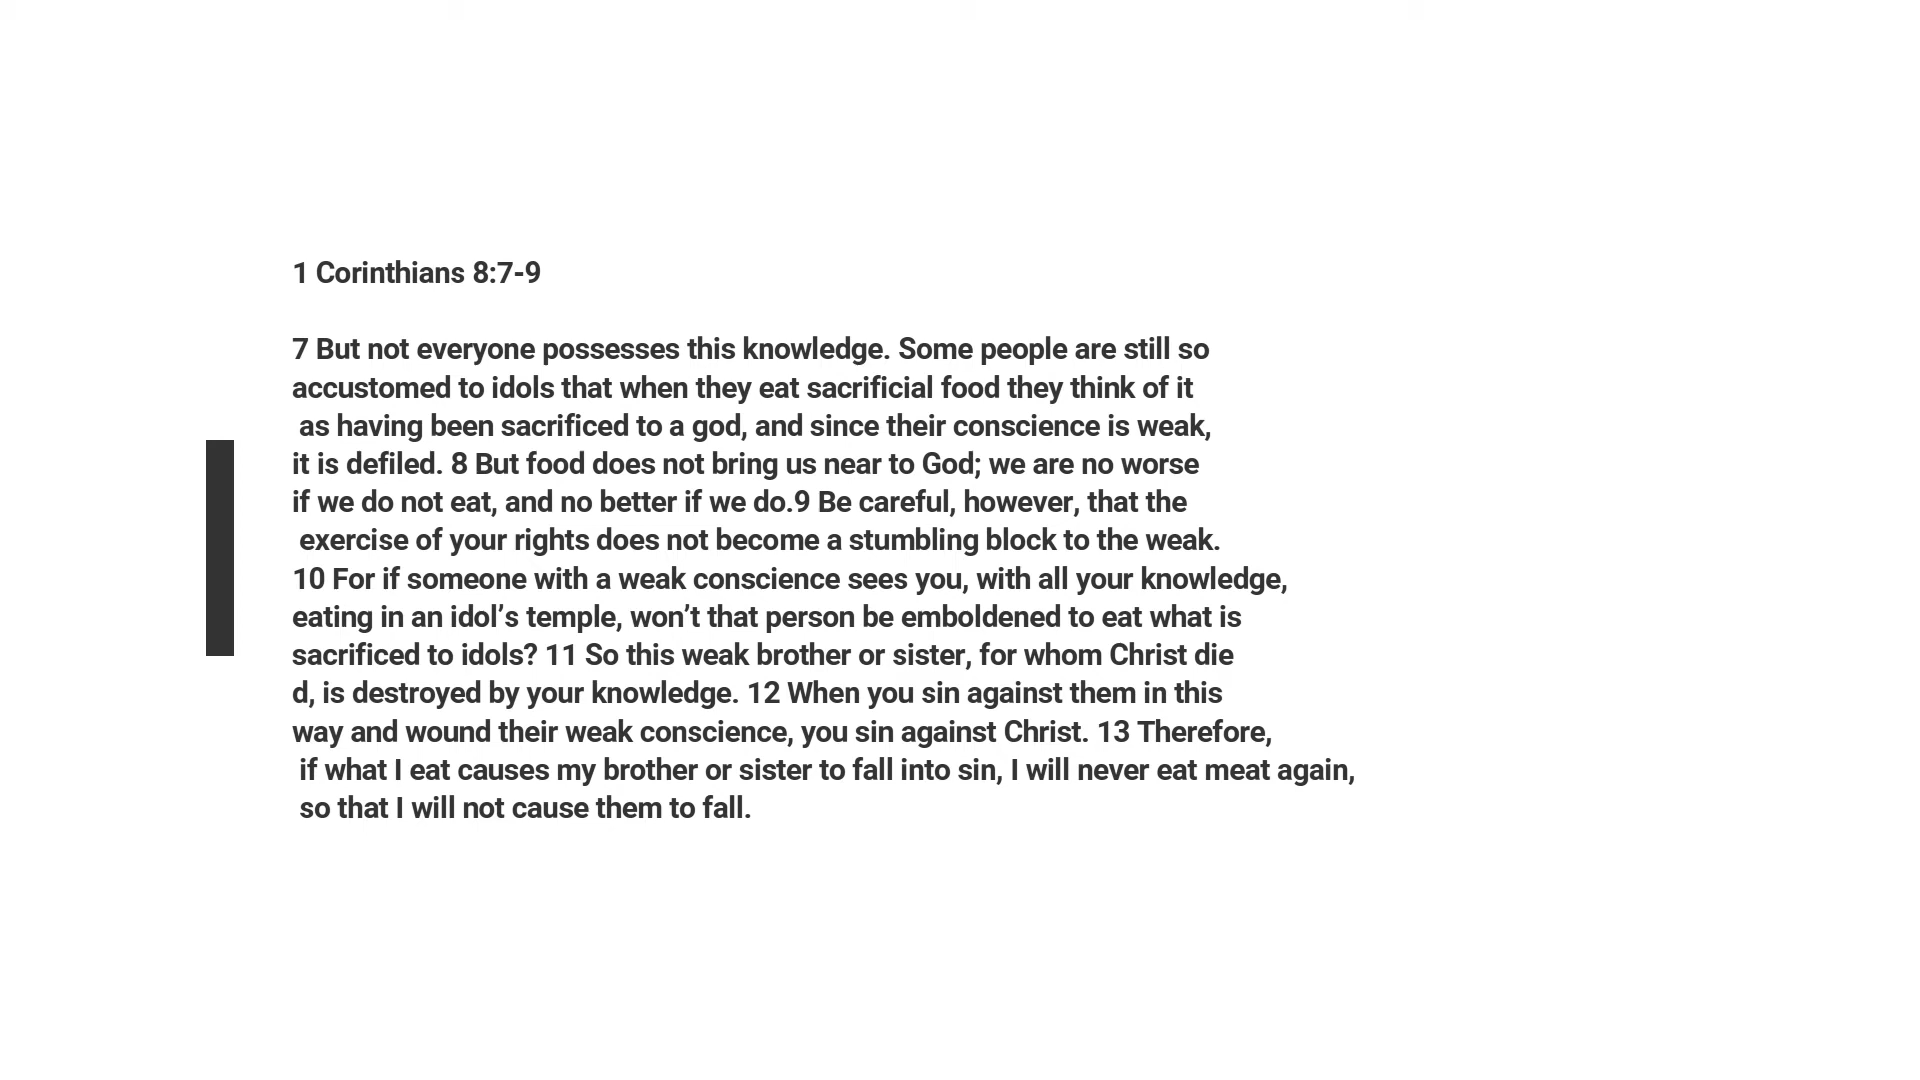 1 Corinthians 8:7-9
7 But not everyone possesses this knowledge. Some people are still so
accustomed to idols that when they eat sacrificial food they think of it
as having been sacrificed to a god, and since their conscience is weak,
it is defiled. 8 But food does not bring us near to God; we are no worse
if we do not eat, and no better if we do.9 Be careful, however, that the
exercise of your rights does not become a stumbling block to the weak.
10 For if someone with a weak conscience sees you, with all your knowledge,
eating in an idol’s temple, won’t that person be emboldened to eat what is
sacrificed to idols? 11 So this weak brother or sister, for whom Christ die
d, is destroyed by your knowledge. 12 When you sin against them in this
way and wound their weak conscience, you sin against Christ. 13 Therefore,
if what I eat causes my brother or sister to fall into sin, I will never eat meat again,
so that I will not cause them to fall.